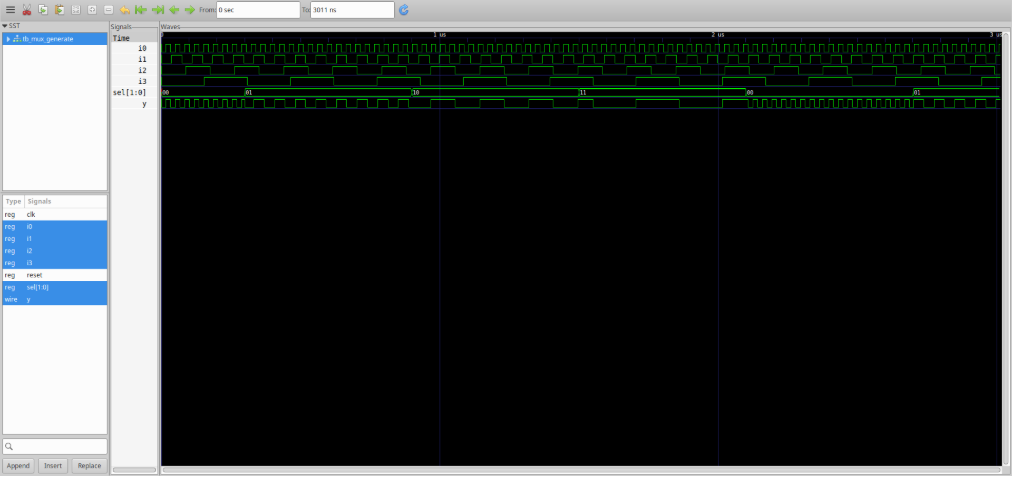 From: 0 sec To: 3011 ns
SST
tb_mux_generate
Type Signals
reg clk
reg i0
reg i1
reg i2
reg i3
reg reset
reg sel[1:0]
wire y
Append Insert Replace
Signals
Time
i0
i1
i2
i3
sel[1:0]
y
Waves
1 us 2 us 3 us
00 01 10 11 00 01